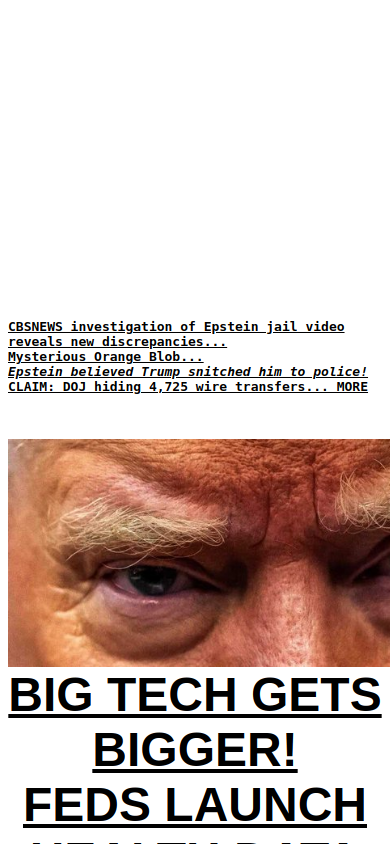 CBSNEWS investigation of Epstein jail video
reveals new discrepancies...
Mysterious Orange Blob...
Epstein believed Trump snitched him to police!
CLAIM: DOJ hiding 4,725 wire transfers... MORE
BIG TECH GETS
BIGGER!
FEDS LAUNCH